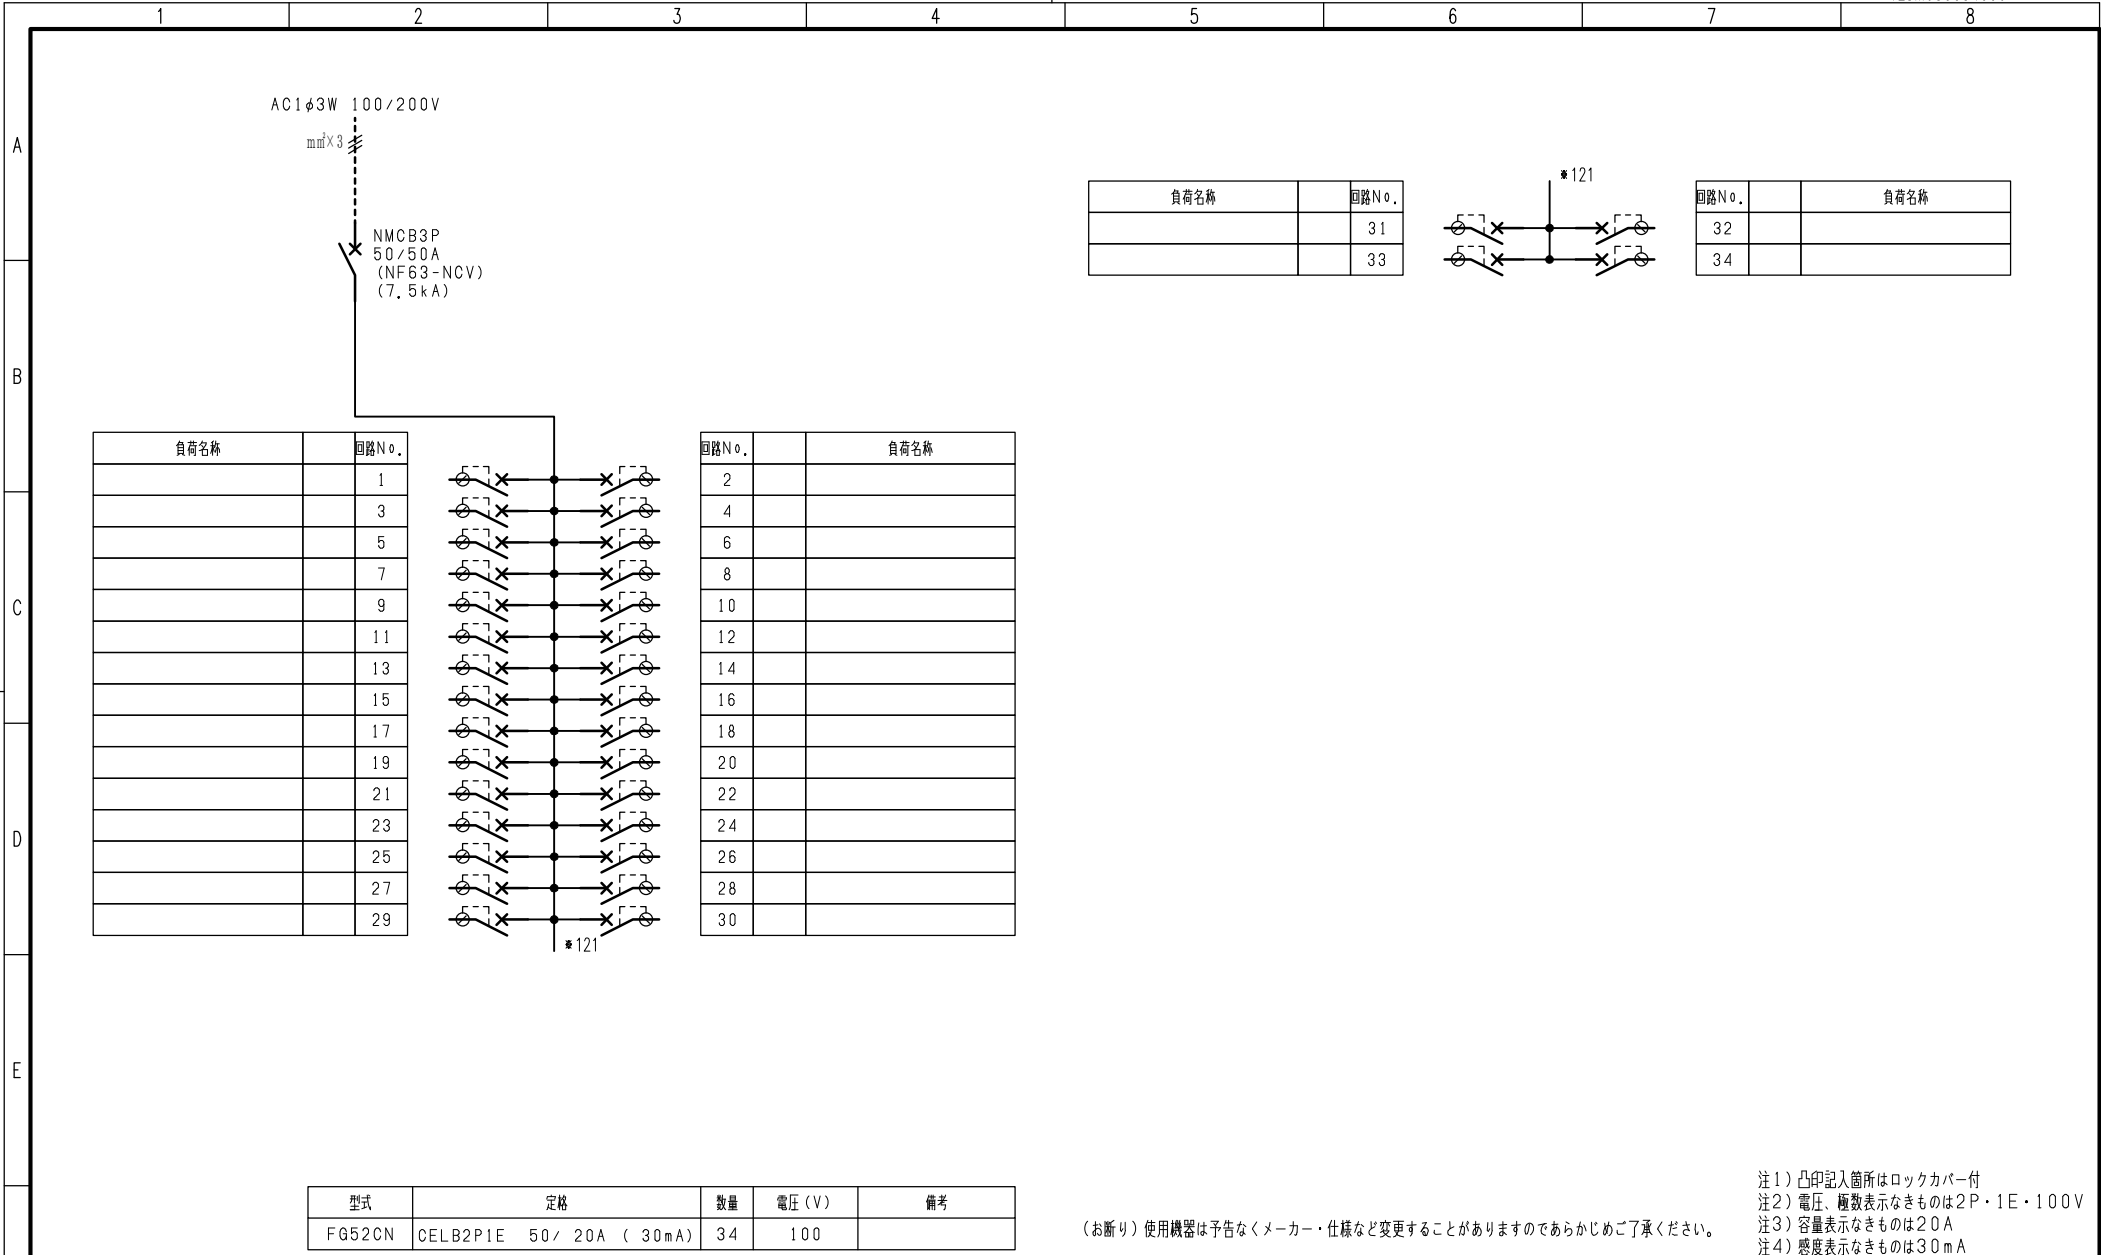 1 2 3 4 5 6 7 8
A
B
C
D
E
AC1φ3W 100/200V
mm²×3
NMCB3P
50/50A
(NF63-NCV)
(7.5kA)
負荷名称 回路No.
1
3
5
7
9
11
13
15
17
19
21
23
25
27
29
回路No. 負荷名称
2
4
6
8
10
12
14
16
18
20
22
24
26
28
30
※121
※121
負荷名称 回路No.
31
33
回路No. 負荷名称
32
34
型式 定格 数量 電圧(V) 備考
FG52CN CELB2P1E 50/ 20A ( 30mA) 34 100
(お断り)使用機器は予告なくメーカー・仕様など変更することがありますのであらかじめご了承ください。
注1)凸印記入箇所はロックカバー付
注2)電圧、極数表示なきものは2P・1E・100V
注3)容量表示なきものは20A
注4)感度表示なきものは30mA